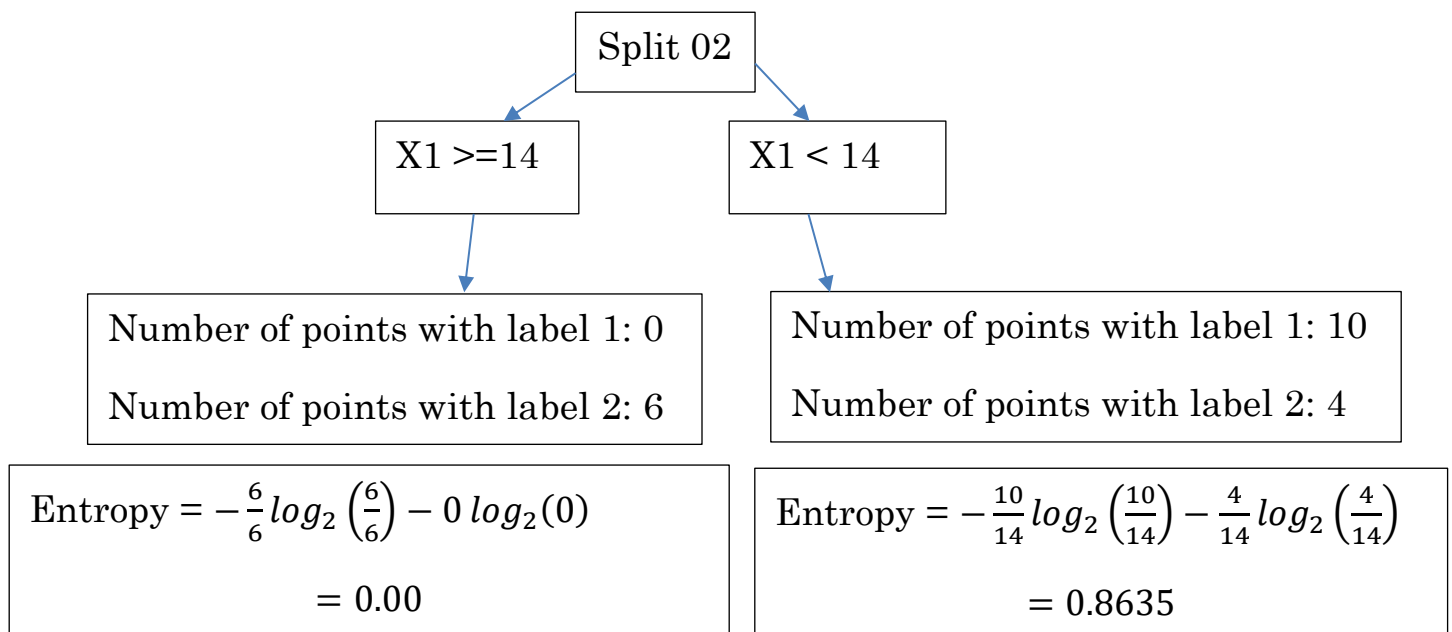 Split 02
X1 >=14
X1 < 14
Number of points with label 1: 0
Number of points with label 2: 6
Number of points with label 1: 10
Number of points with label 2: 4
Entropy = −6/6 log₂ (6/6) − 0 log₂(0)
= 0.00
Entropy = −10/14 log₂ (10/14) − 4/14 log₂ (4/14)
= 0.8635